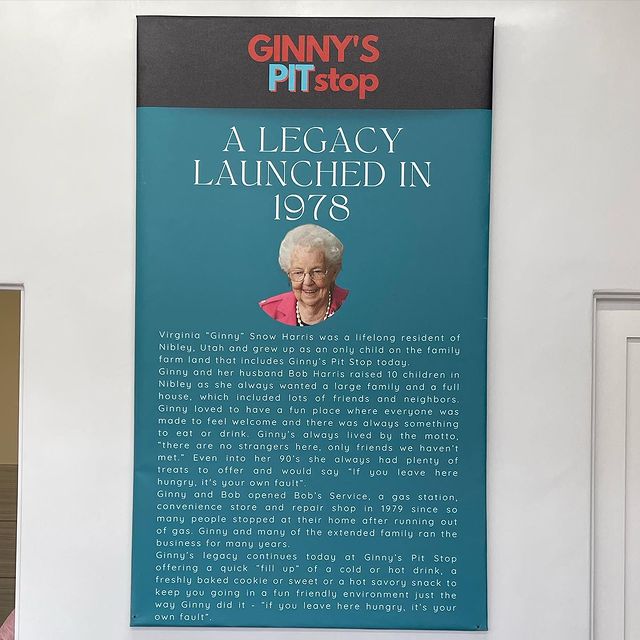 GINNY'S
PIT stop
A LEGACY
LAUNCHED IN
1978
Virginia "Ginny" Snow Harris was a lifelong resident of
Nibley, Utah and grew up as an only child on the family
farm land that includes Ginny's Pit Stop today.
Ginny and her husband Bob Harris raised 10 children in
Nibley as she always wanted a large family and a full
house, which included lots of friends and neighbors.
Ginny loved to have a fun place where everyone was
made to feel welcome and there was always something
to eat or drink. Ginny's always lived by the motto,
"there are no strangers here, only friends we haven't
met." Even into her 90's she always had plenty of
treats to offer and would say "If you leave here
hungry, it's your own fault".
Ginny and Bob opened Bob's Service, a gas station,
convenience store and repair shop in 1979 since so
many people stopped at their home after running out
of gas. Ginny and many of the extended family ran the
business for many years.
Ginny's legacy continues today at Ginny's Pit Stop
offering a quick "fill up" of a cold or hot drink, a
freshly baked cookie or sweet or a hot savory snack to
keep you going in a fun friendly environment just the
way Ginny did it - "if you leave here hungry, it's your
own fault".